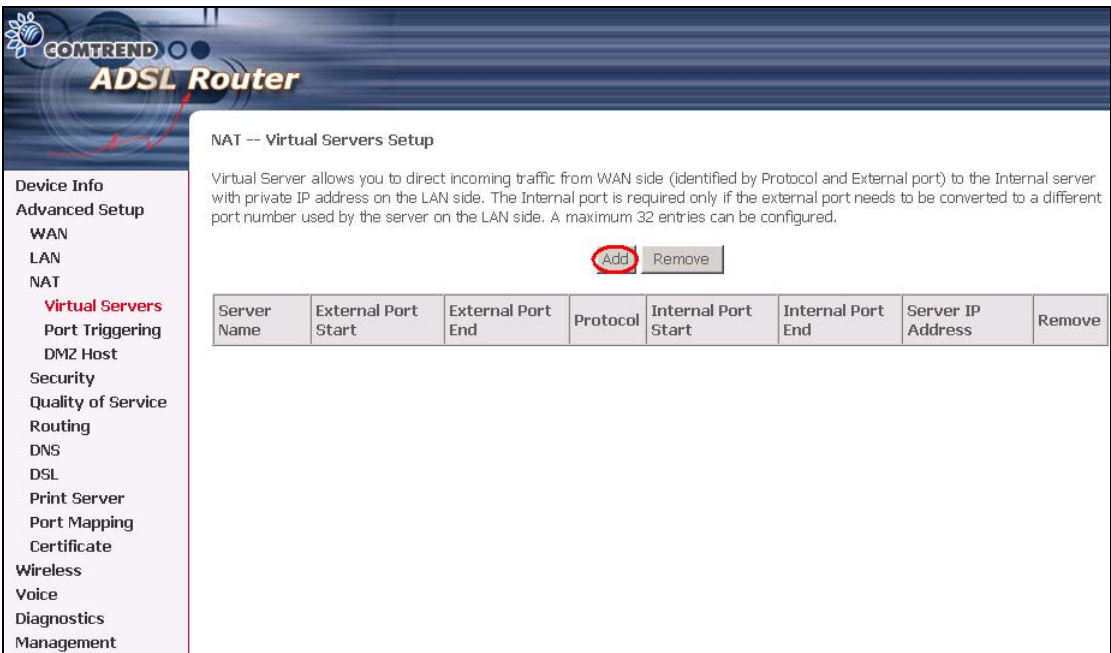 COMTREND
ADSL Router
NAT -- Virtual Servers Setup
Virtual Server allows you to direct incoming traffic from WAN side (identified by Protocol and External port) to the Internal server
with private IP address on the LAN side. The Internal port is required only if the external port needs to be converted to a different
port number used by the server on the LAN side. A maximum 32 entries can be configured.
Add Remove
Server Name External Port Start External Port End Protocol Internal Port Start Internal Port End Server IP Address Remove
Device Info
Advanced Setup
WAN
LAN
NAT
Virtual Servers
Port Triggering
DMZ Host
Security
Quality of Service
Routing
DNS
DSL
Print Server
Port Mapping
Certificate
Wireless
Voice
Diagnostics
Management